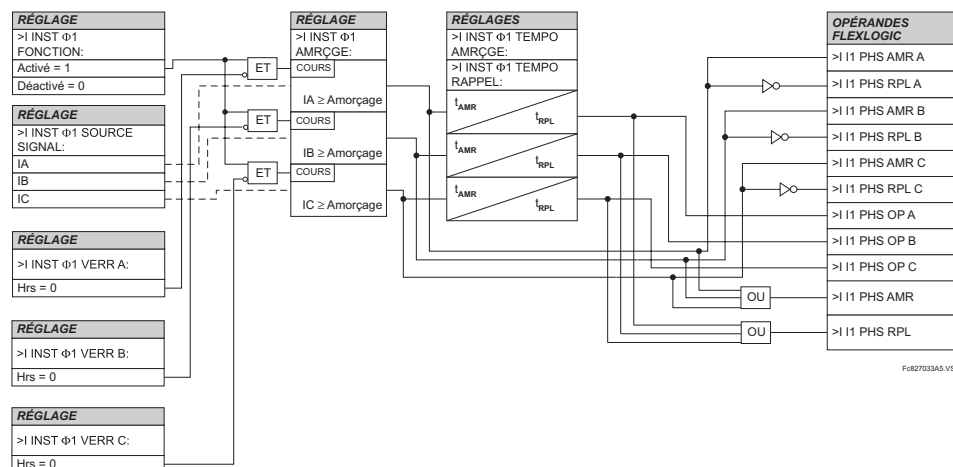 RÉGLAGE
>I INST Φ1
FONCTION:
Activé = 1
Déactivé = 0
RÉGLAGE
>I INST Φ1 SOURCE
SIGNAL:
IA
IB
IC
RÉGLAGE
>I INST Φ1 VERR A:
Hrs = 0
RÉGLAGE
>I INST Φ1 VERR B:
Hrs = 0
RÉGLAGE
>I INST Φ1 VERR C:
Hrs = 0
ET
ET
ET
RÉGLAGE
>I INST Φ1
AMRÇGE:
COURS
IA ≥ Amorçage
COURS
IB ≥ Amorçage
COURS
IC ≥ Amorçage
RÉGLAGES
>I INST Φ1 TEMPO
AMRÇGE:
>I INST Φ1 TEMPO
RAPPEL:
tAMR
tRPL
tAMR
tRPL
tAMR
tRPL
OU
OU
OPÉRANDES
FLEXLOGIC
>I I1 PHS AMR A
>I I1 PHS RPL A
>I I1 PHS AMR B
>I I1 PHS RPL B
>I I1 PHS AMR C
>I I1 PHS RPL C
>I I1 PHS OP A
>I I1 PHS OP B
>I I1 PHS OP C
>I I1 PHS AMR
>I I1 PHS RPL
Fc827033A5.VS